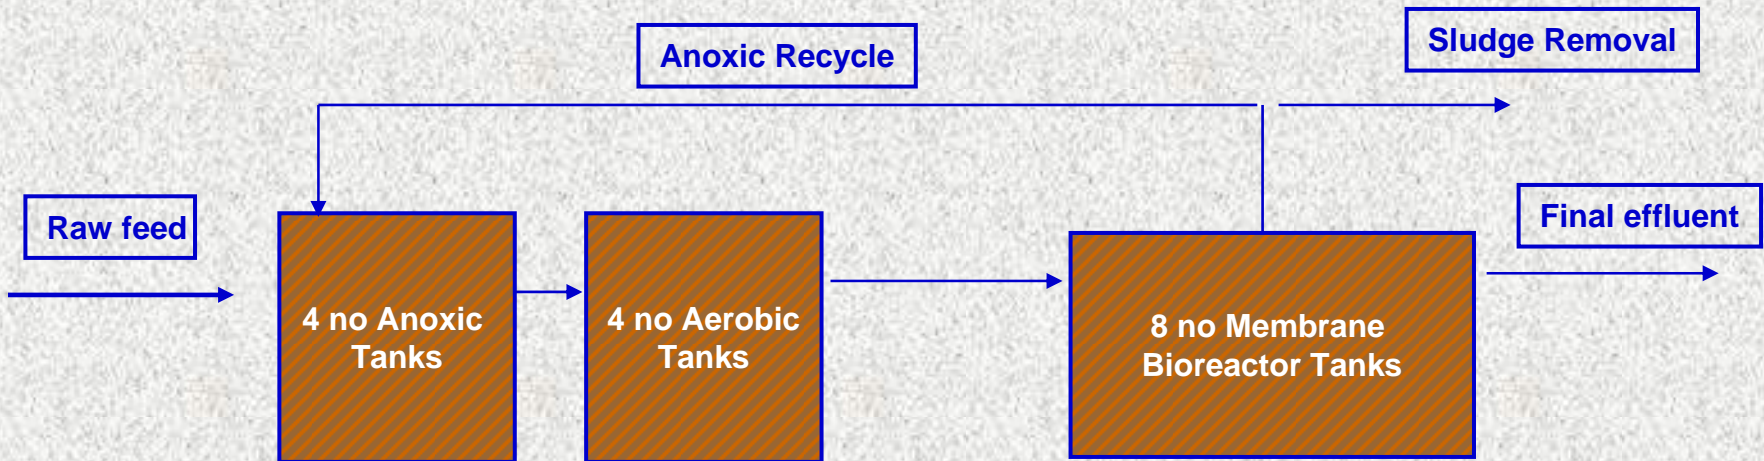 Anoxic Recycle
Sludge Removal
Raw feed
Final effluent
4 no Anoxic
Tanks
4 no Aerobic
Tanks
8 no Membrane
Bioreactor Tanks